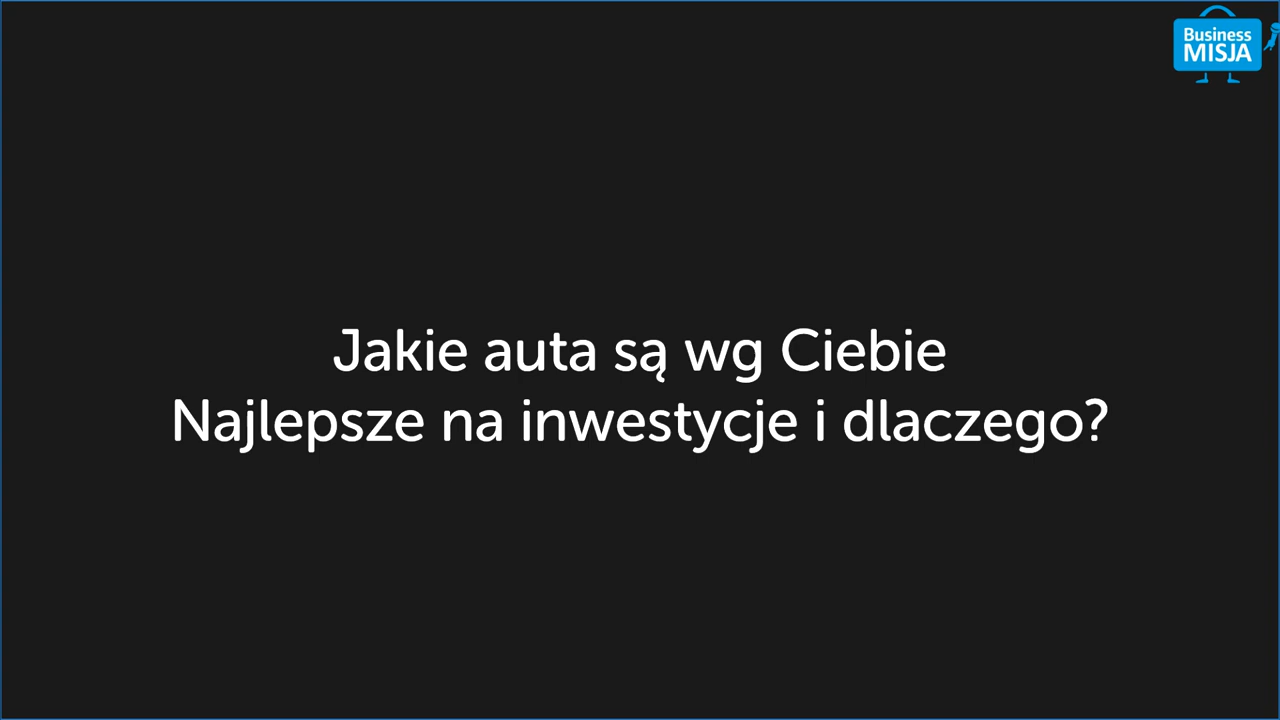 Business
MISJA
Jakie auta są wg Ciebie
Najlepsze na inwestycje i dlaczego?